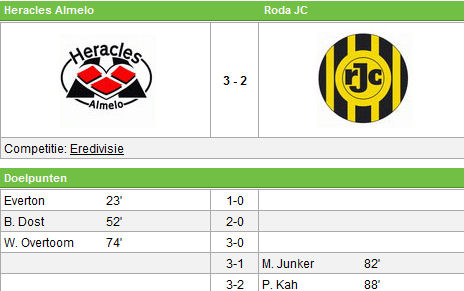 Heracles Almelo Roda JC
Heracles
Almelo
3 - 2
rJc
Competitie: Eredivisie
Doelpunten
Everton 23' 1-0
B. Dost 52' 2-0
W. Overtoom 74' 3-0
3-1 M. Junker 82'
3-2 P. Kah 88'